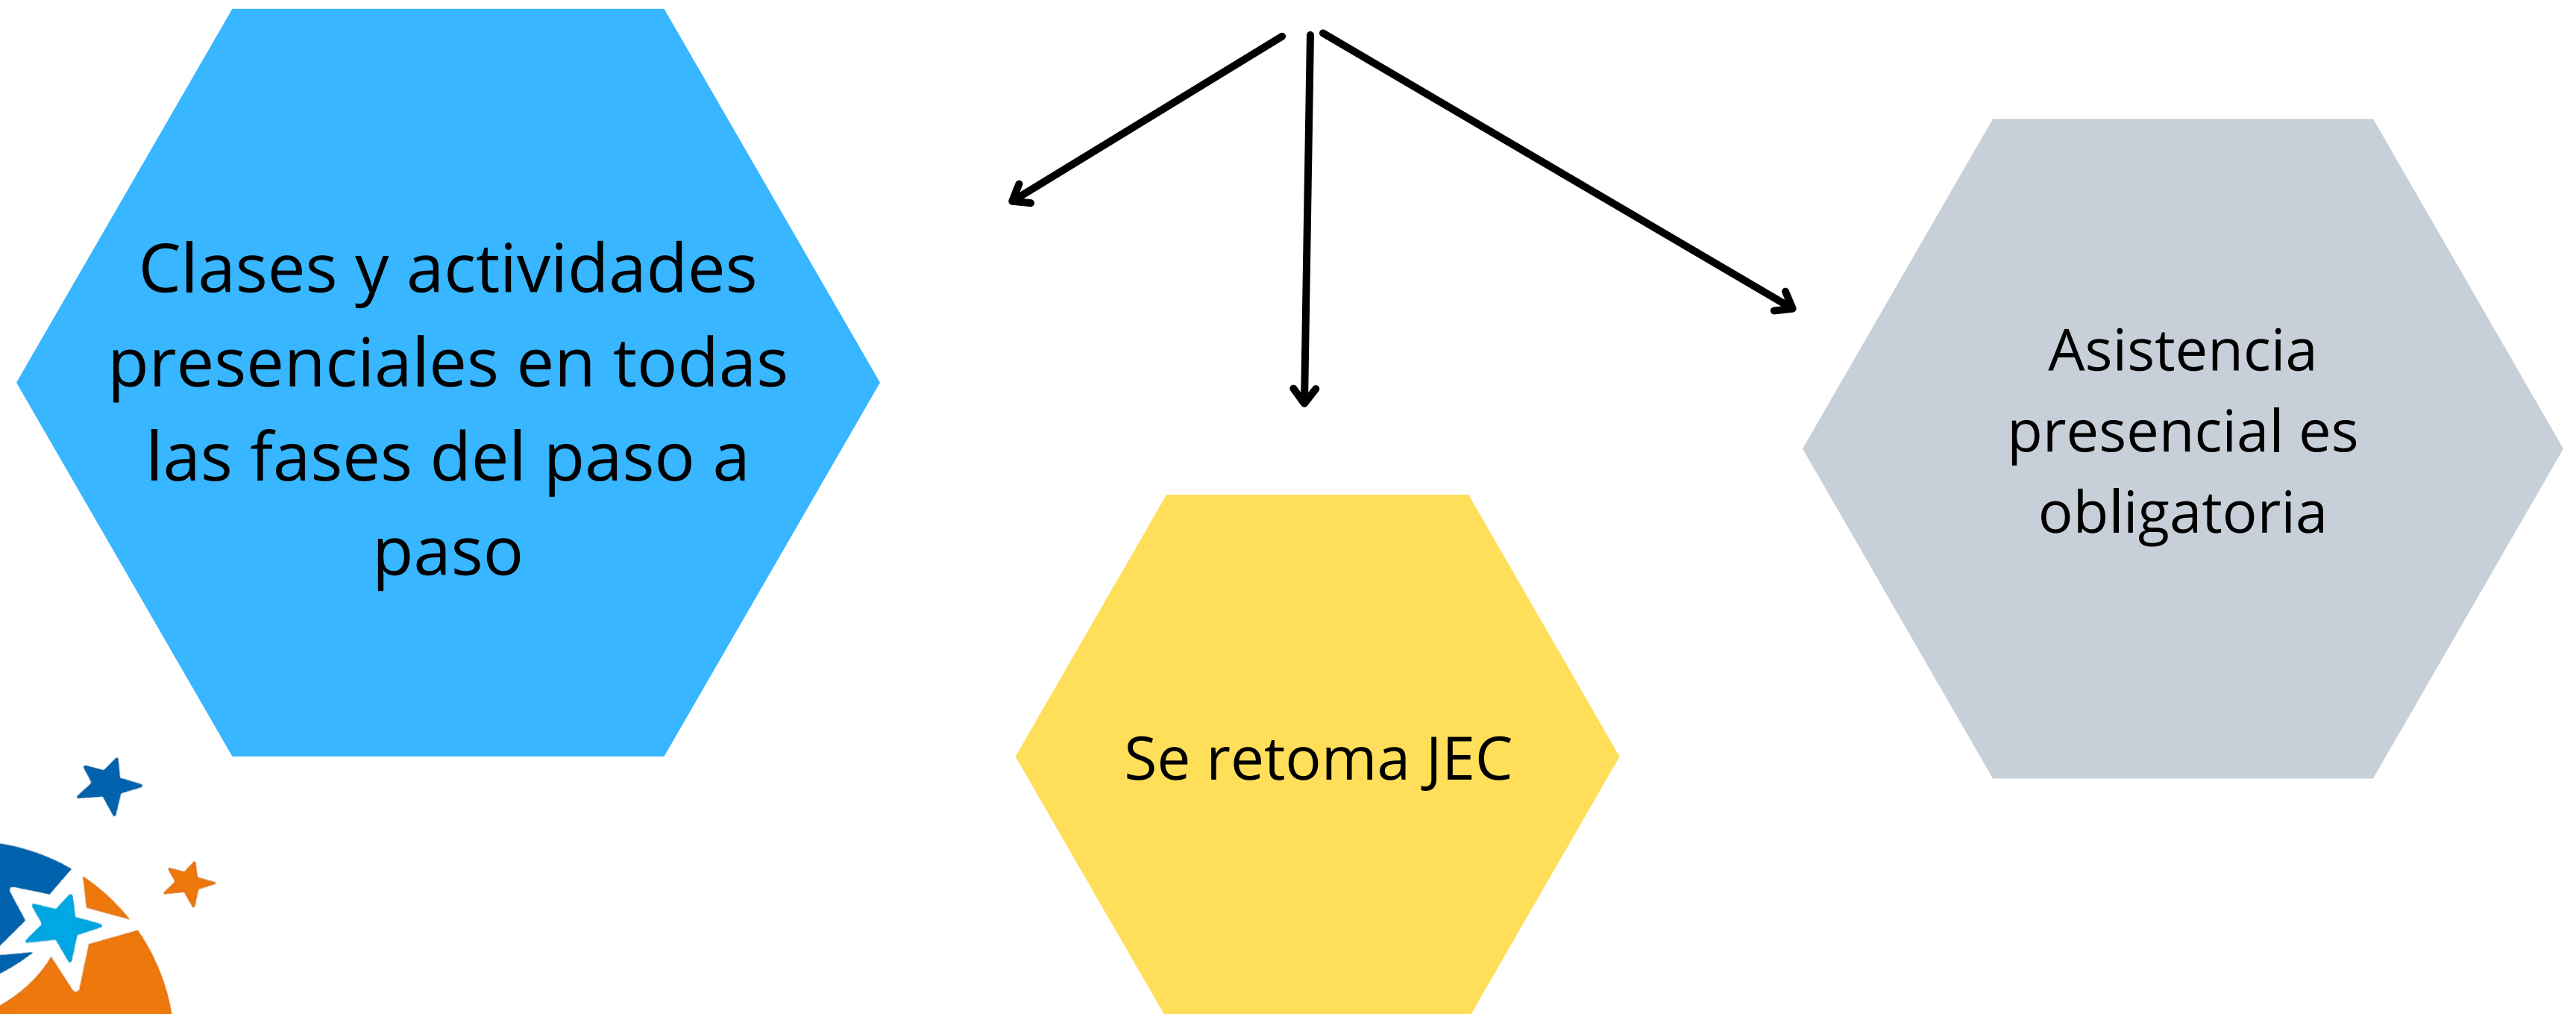 Clases y actividades
presenciales en todas
las fases del paso a
paso
Se retoma JEC
Asistencia
presencial es
obligatoria